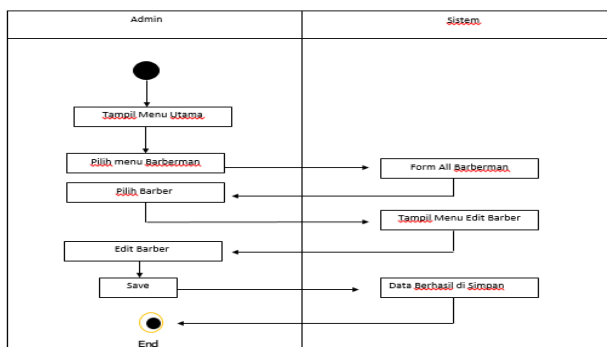 Admin
Sistem
Tampil Menu Utama
Pilih menu Barberman
Form All Barberman
Pilih Barber
Tampil Menu Edit Barber
Edit Barber
Save
Data Berhasil di Simpan
End